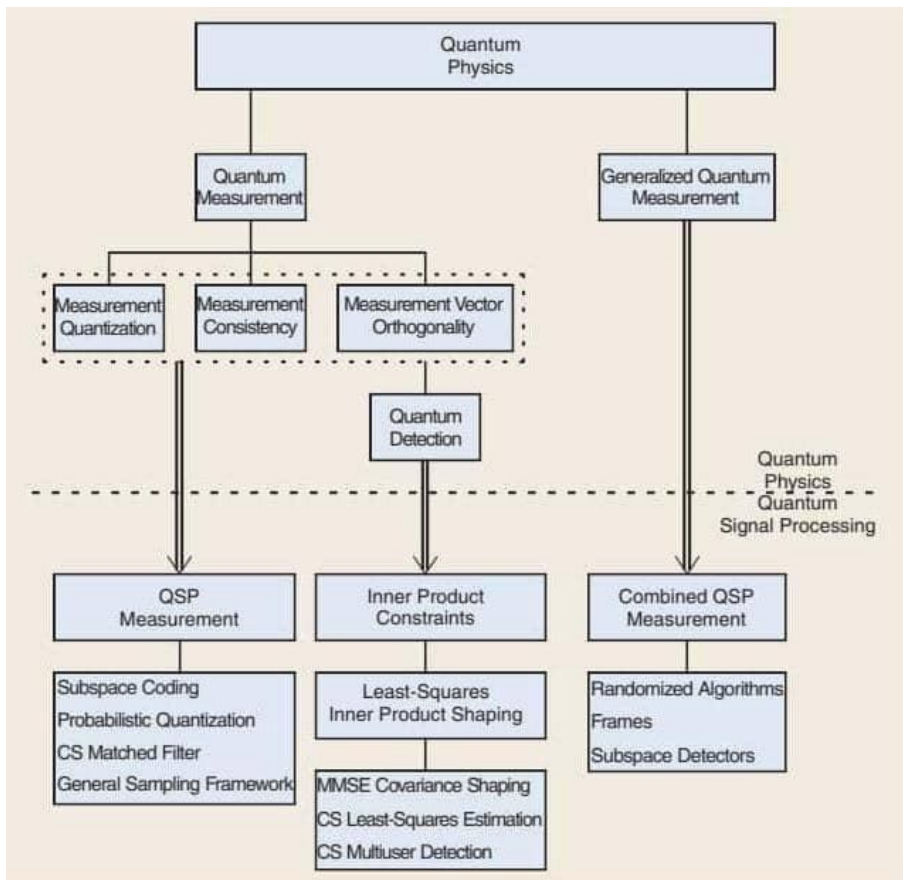 Quantum
Physics
Quantum
Measurement
Generalized Quantum
Measurement
Measurement
Quantization
Measurement
Consistency
Measurement Vector
Orthogonality
Quantum
Detection
Quantum
Physics
Quantum
Signal Processing
QSP
Measurement
Inner Product
Constraints
Combined QSP
Measurement
Subspace Coding
Probabilistic Quantization
CS Matched Filter
General Sampling Framework
Least-Squares
Inner Product Shaping
MMSE Covariance Shaping
CS Least-Squares Estimation
CS Multiuser Detection
Randomized Algorithms
Frames
Subspace Detectors